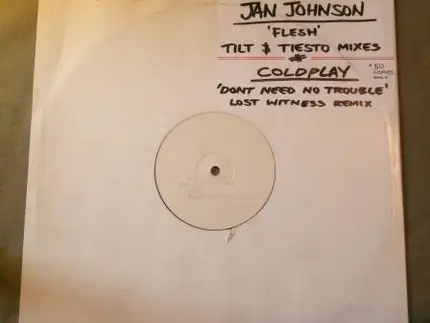 JAN JOHNSON
'FLESH'
TILT $ TIESTO MIXES
COLDPLAY
*50
COPIES
ONLY
'DONT NEED NO TROUBLE'
LOST WITNESS REMIX